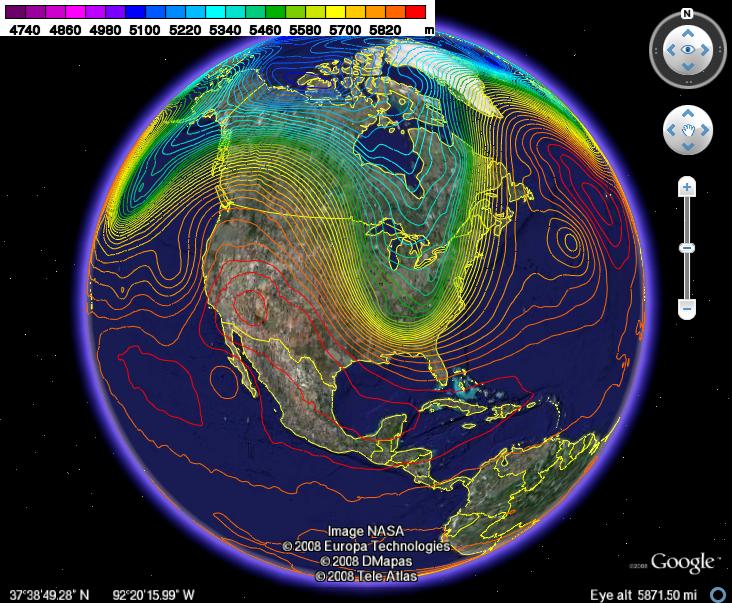 4740 4860 4980 5100 5220 5340 5460 5580 5700 5820 m
N
Image NASA
©2008 Europa Technologies
©2008 DMapas
©2008 Tele Atlas
©2008 Google™
37°38'49.28" N 92°20'15.99" W
Eye alt 5871.50 mi